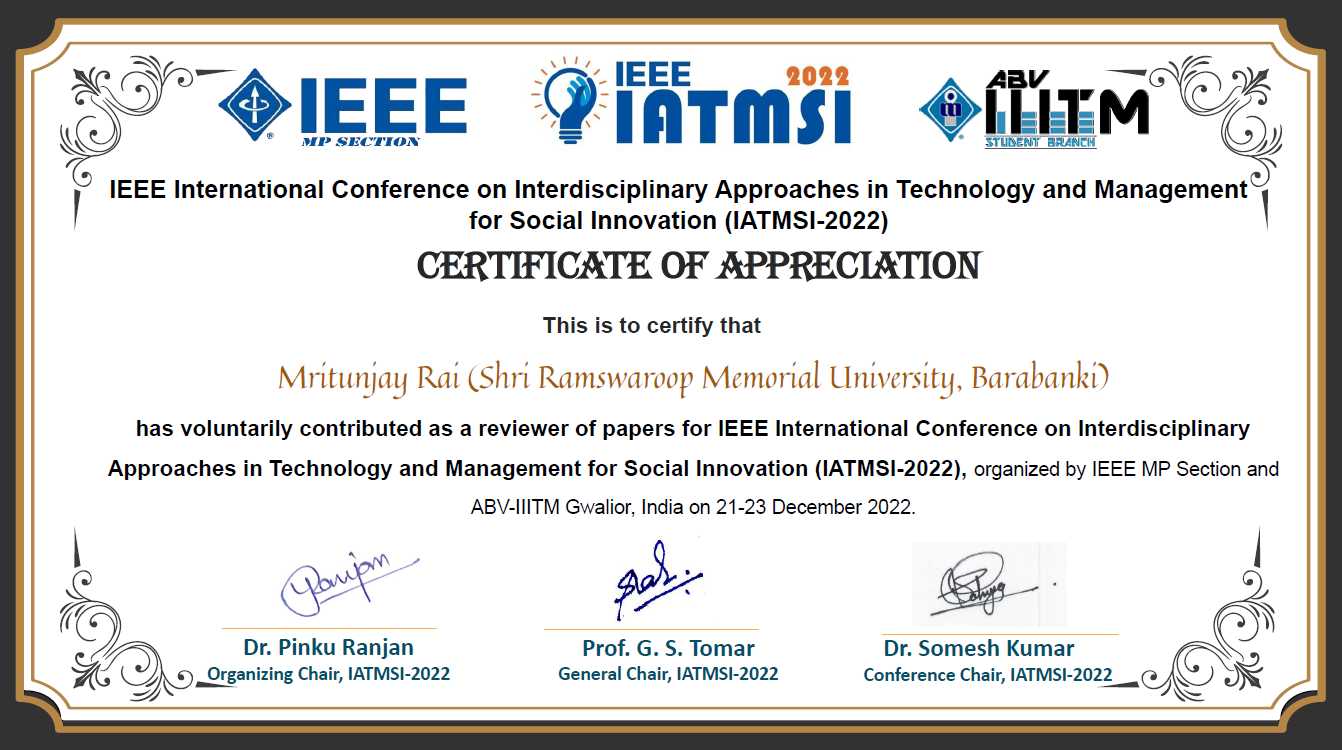 IEEE
MP SECTION
IEEE 2022
IATMSI
ABV
IIITM
STUDENT BRANCH
IEEE International Conference on Interdisciplinary Approaches in Technology and Management
for Social Innovation (IATMSI-2022)
CERTIFICATE OF APPRECIATION
This is to certify that
Mritunjay Rai (Shri Ramswaroop Memorial University, Barabanki)
has voluntarily contributed as a reviewer of papers for IEEE International Conference on Interdisciplinary
Approaches in Technology and Management for Social Innovation (IATMSI-2022), organized by IEEE MP Section and
ABV-IIITM Gwalior, India on 21-23 December 2022.
Dr. Pinku Ranjan
Organizing Chair, IATMSI-2022
Prof. G. S. Tomar
General Chair, IATMSI-2022
Dr. Somesh Kumar
Conference Chair, IATMSI-2022